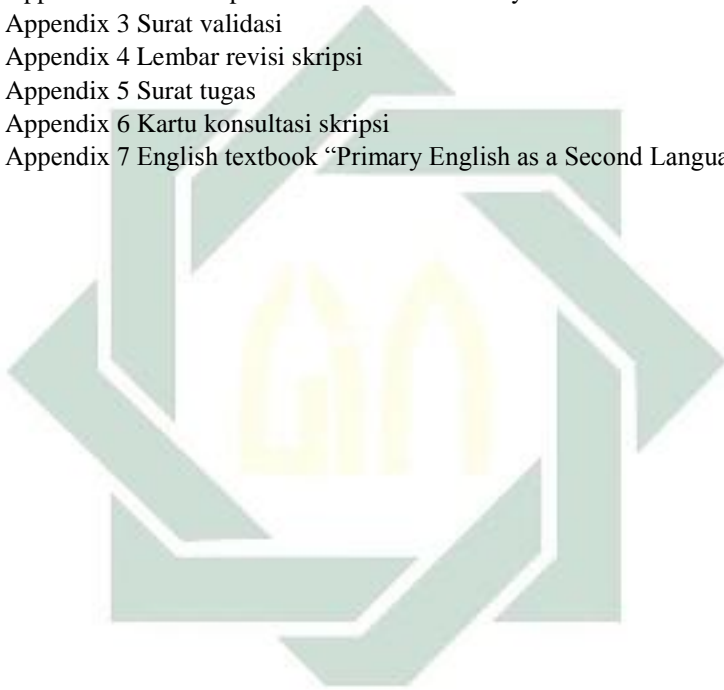 Appendix 3 Surat validasi
Appendix 4 Lembar revisi skripsi
Appendix 5 Surat tugas
Appendix 6 Kartu konsultasi skripsi
Appendix 7 English textbook “Primary English as a Second